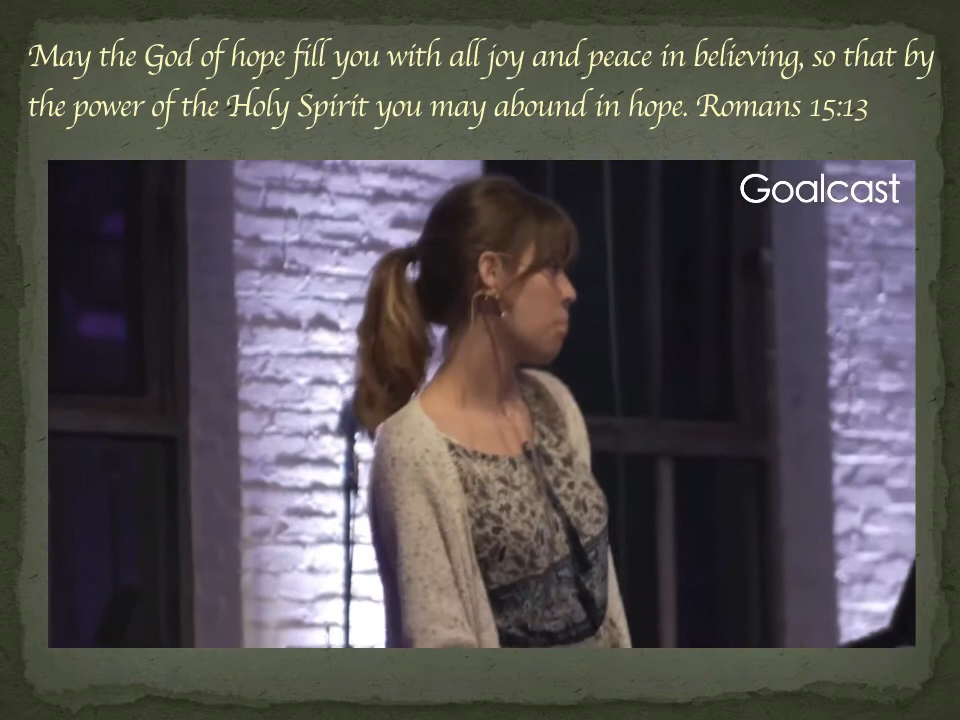 May the God of hope fill you with all joy and peace in believing, so that by
the power of the Holy Spirit you may abound in hope. Romans 15:13
Goalcast